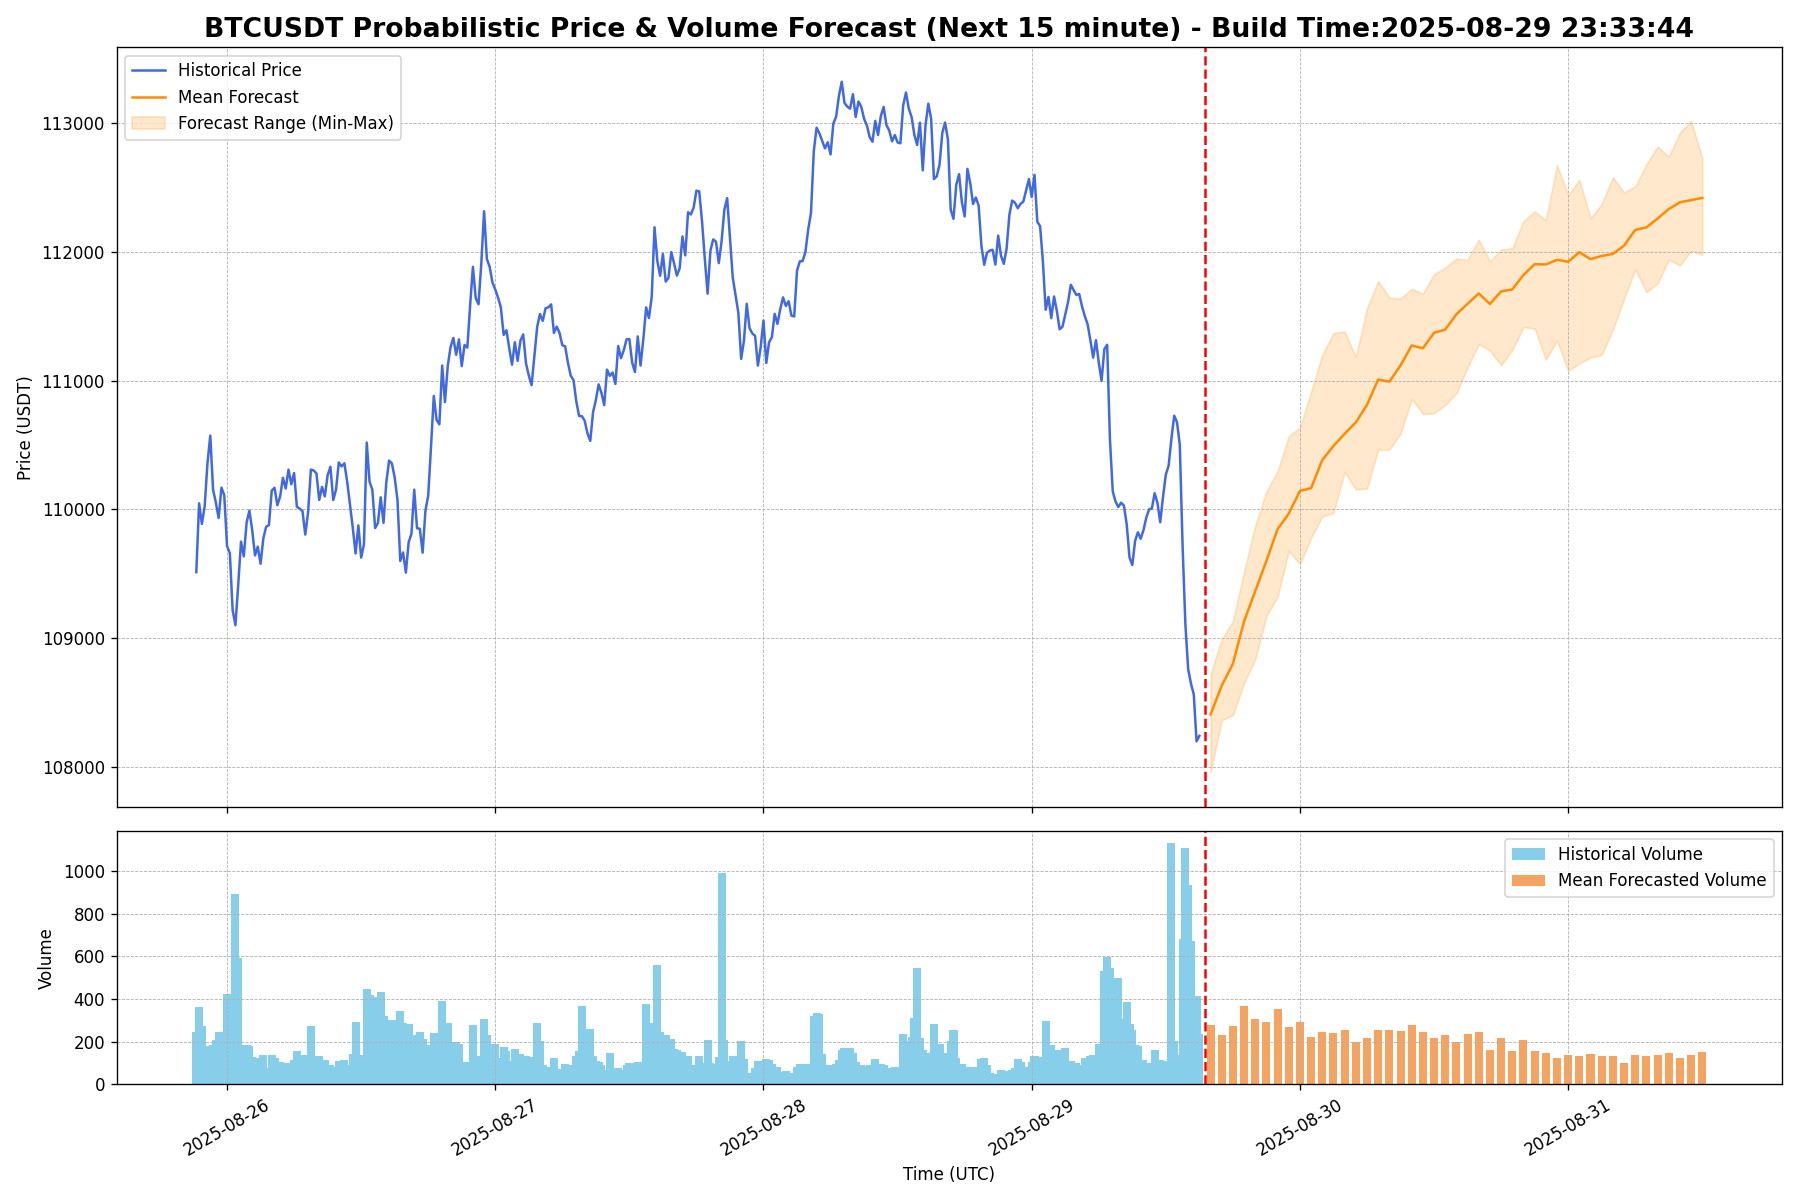 BTCUSDT Probabilistic Price & Volume Forecast (Next 15 minute) - Build Time:2025-08-29 23:33:44
Historical Price
Mean Forecast
Forecast Range (Min-Max)
Price (USDT)
113000
112000
111000
110000
109000
108000
Historical Volume
Mean Forecasted Volume
Volume
1000
800
600
400
200
0
2025-08-26
2025-08-27
2025-08-28
2025-08-29
2025-08-30
2025-08-31
Time (UTC)